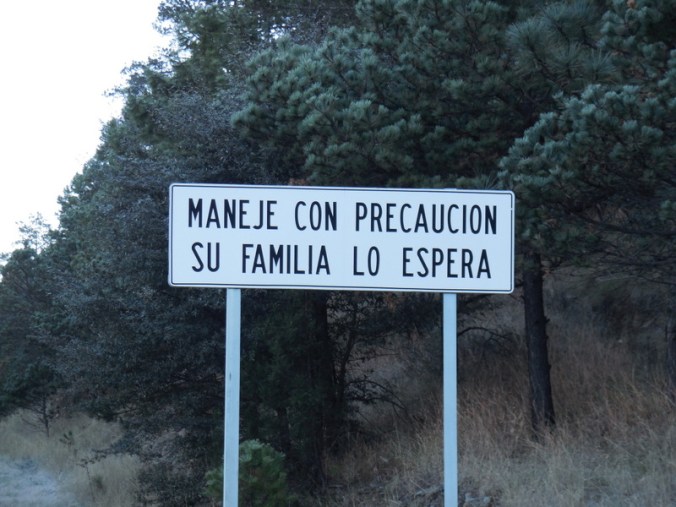 MANEJE CON PRECAUCION
SU FAMILIA LO ESPERA